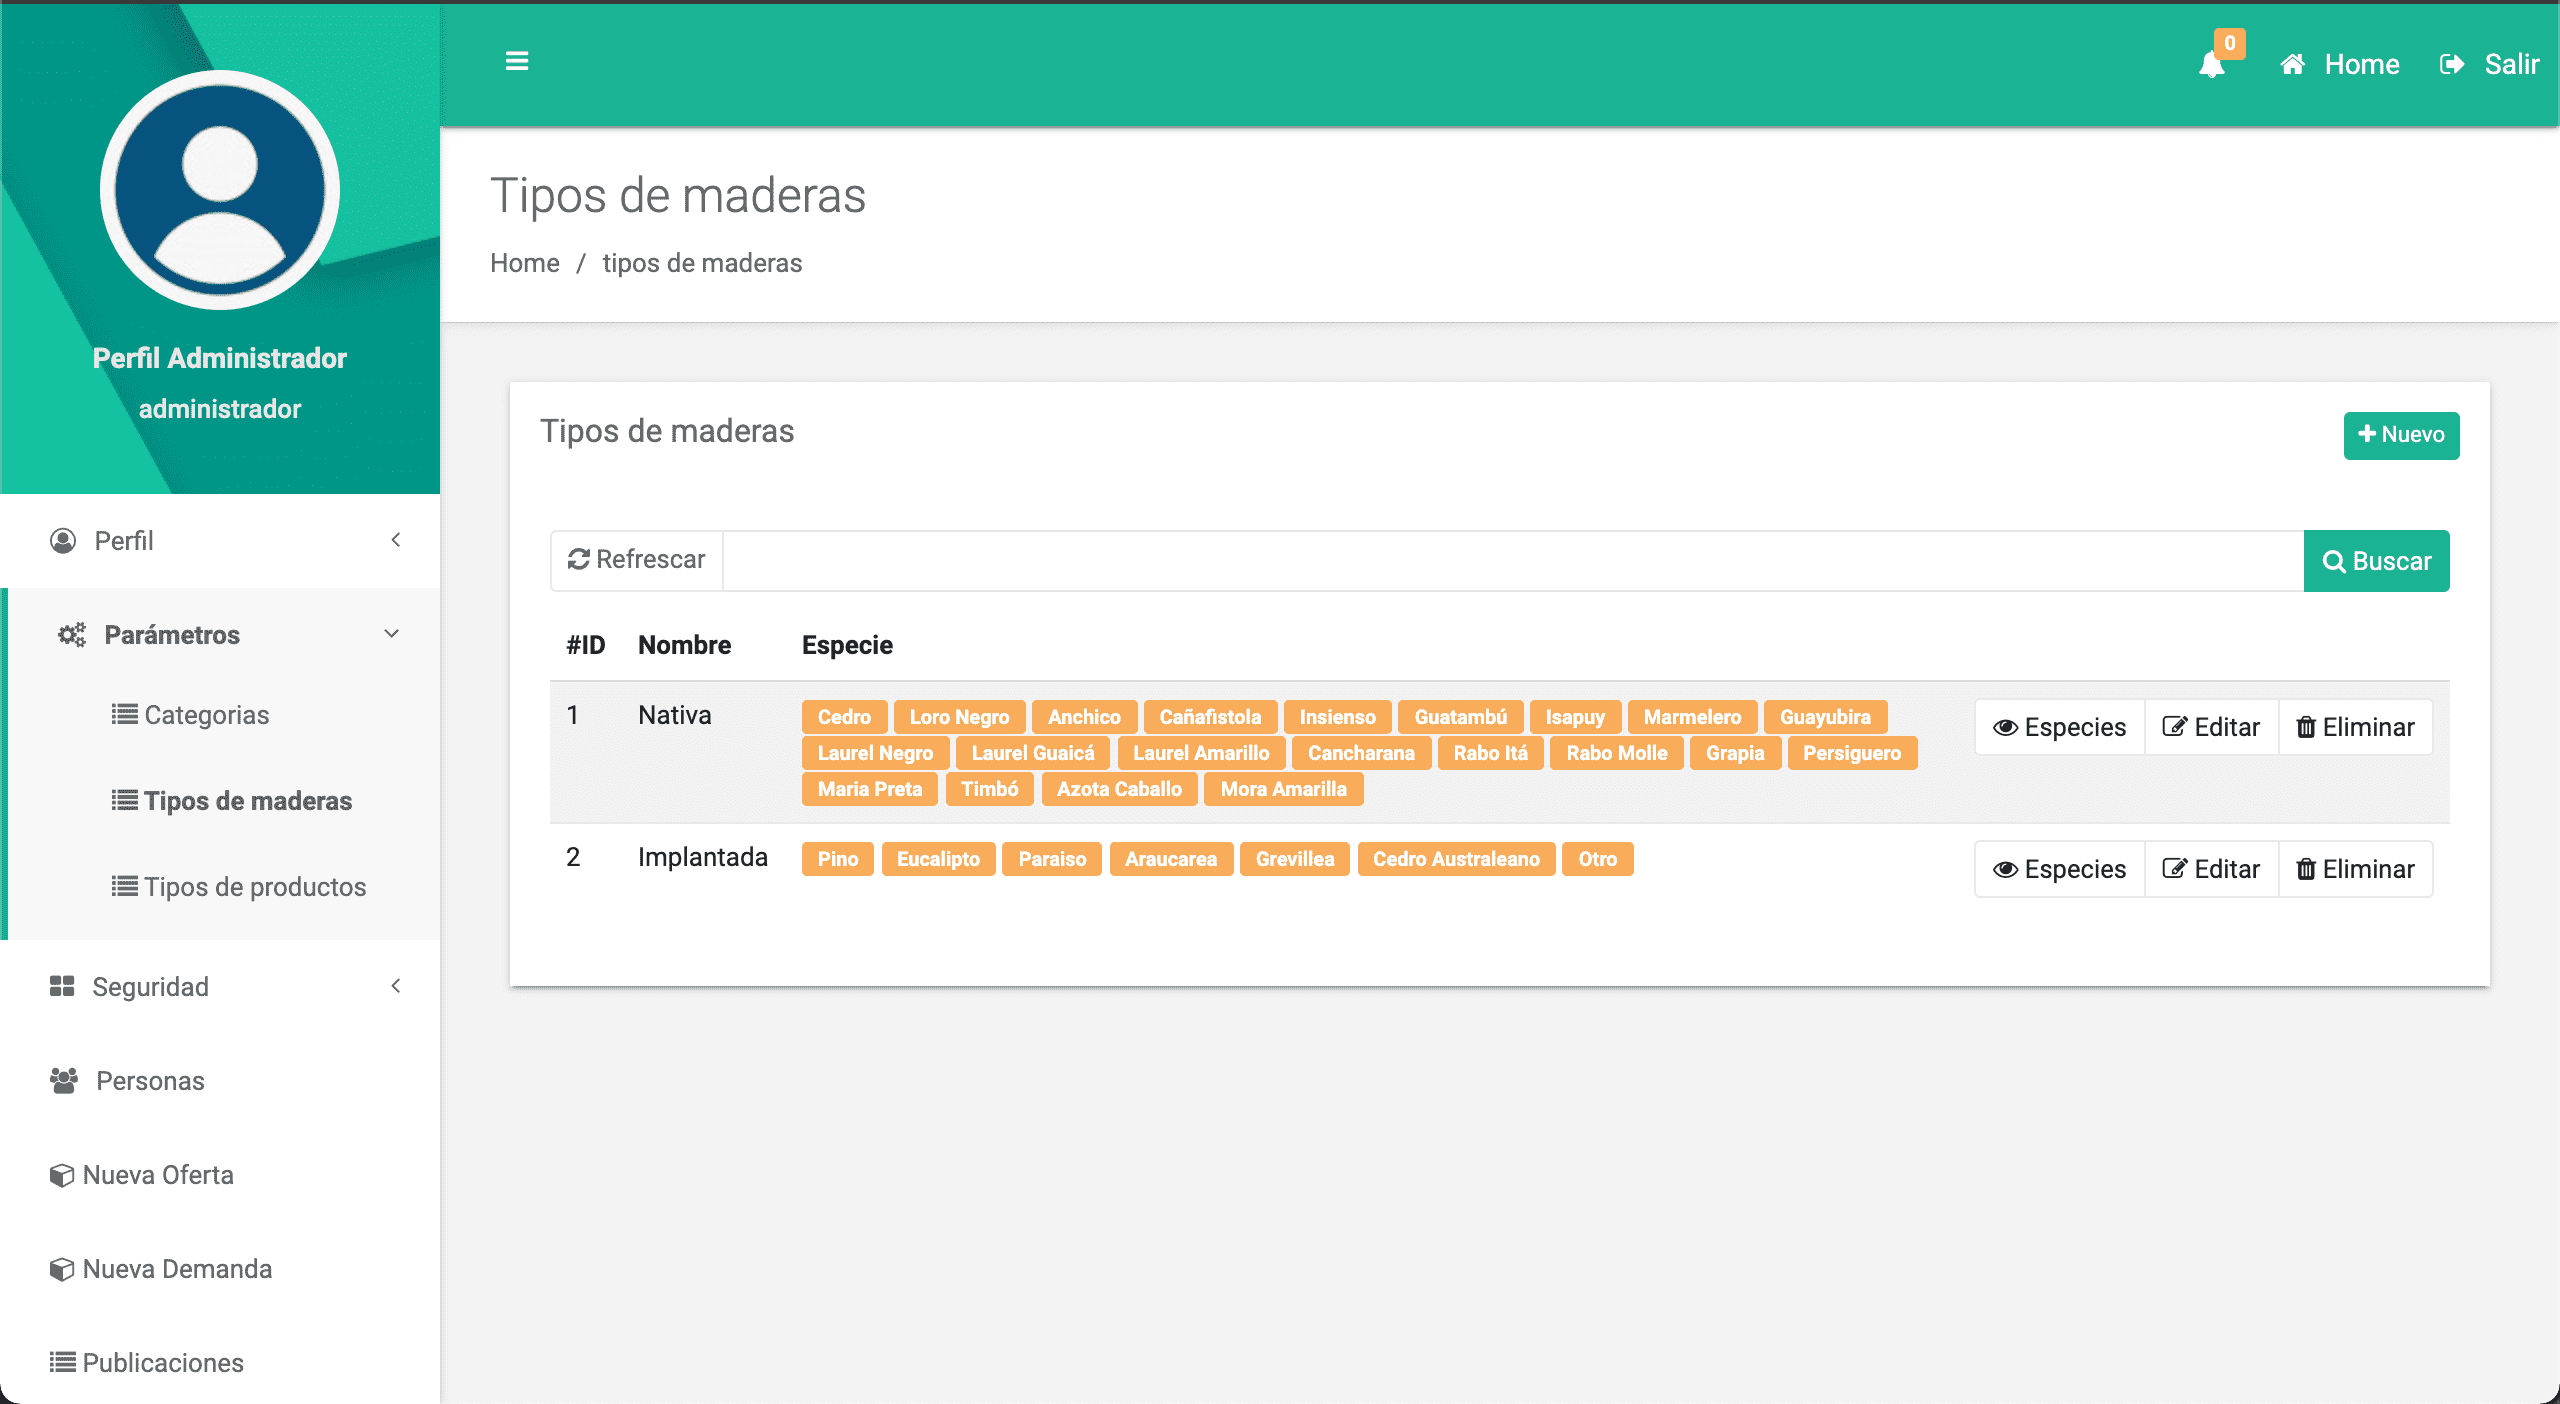 0
Home
Salir
Perfil Administrador
administrador
Perfil
Parámetros
Categorias
Tipos de maderas
Tipos de productos
Seguridad
Personas
Nueva Oferta
Nueva Demanda
Publicaciones
Tipos de maderas
Home / tipos de maderas
Tipos de maderas
Nuevo
Refrescar
Buscar
#ID Nombre Especie
1 Nativa Cedro Loro Negro Anchico Cañafistola Insienso Guatambú Isapuy Marmelero Guayubira
Laurel Negro Laurel Guaicá Laurel Amarillo Cancharana Rabo Itá Rabo Molle Grapia Persiguero
Maria Preta Timbó Azota Caballo Mora Amarilla
Especies Editar Eliminar
2 Implantada Pino Eucalipto Paraiso Araucarea Grevillea Cedro Australeano Otro
Especies Editar Eliminar